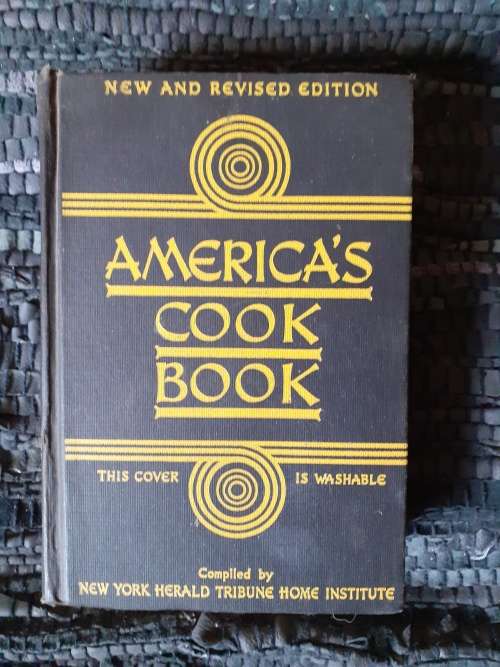 NEW AND REVISED EDITION
AMERICA'S
COOK
BOOK
THIS COVER IS WASHABLE
Compiled by
NEW YORK HERALD TRIBUNE HOME INSTITUTE